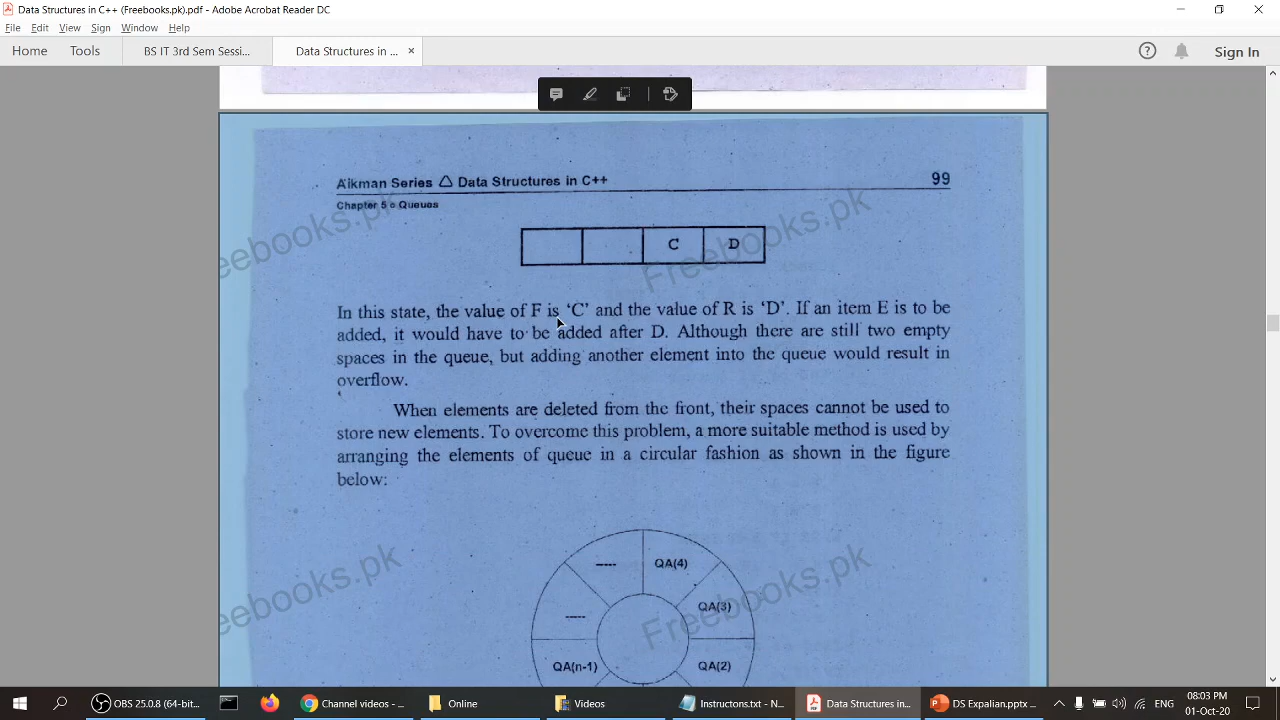 Data Structures in C++ (Freebooks.pk).pdf - Adobe Acrobat Reader DC
File Edit View Sign Window Help
Home Tools BS IT 3rd Sem Sessi... Data Structures in ... × Sign In
Aikman Series △ Data Structures in C++ 99
Chapter 5 ¤ Queues
C D
In this state, the value of F is ‘C’ and the value of R is ‘D’. If an item E is to be
added, it would have to be added after D. Although there are still two empty
spaces in the queue, but adding another element into the queue would result in
overflow.
When elements are deleted from the front, their spaces cannot be used to
store new elements. To overcome this problem, a more suitable method is used by
arranging the elements of queue in a circular fashion as shown in the figure
below:
----- QA(4)
----- QA(3)
QA(n-1) QA(2)
Freebooks.pk
Freebooks.pk
Freebooks.pk
Freebooks.pk
OBS 25.0.8 (64-bit... Channel videos - ... Online Videos Instructons.txt - N... Data Structures in... DS Expalian.pptx ...
08:03 PM
01-Oct-20